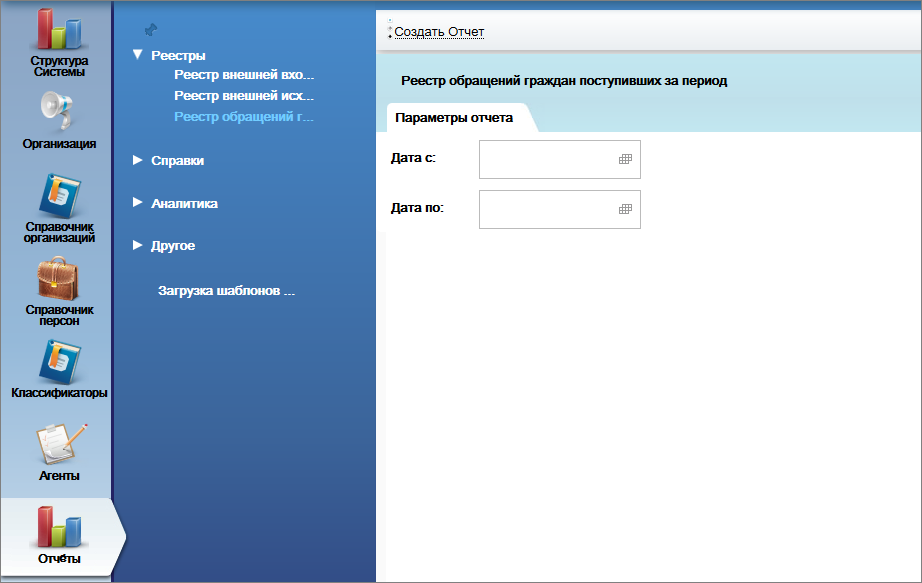 Структура
Системы
Организация
Справочник
организаций
Справочник
персон
Классификаторы
Агенты
Отчёты
Реестры
Реестр внешней вхо...
Реестр внешней исх...
Реестр обращений г...
Справки
Аналитика
Другое
Загрузка шаблонов ...
Создать Отчет
Реестр обращений граждан поступивших за период
Параметры отчета
Дата с:
Дата по: